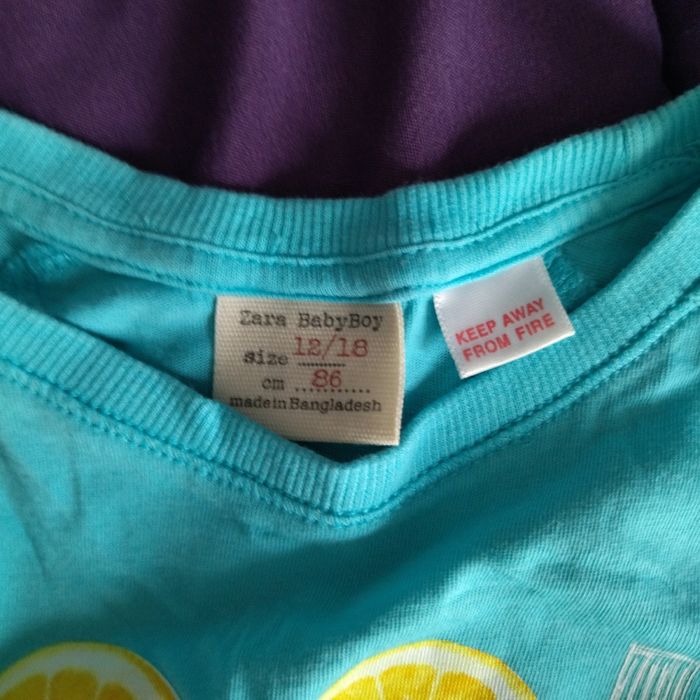 Zara BabyBoy
size 12/18
cm 86
made in Bangladesh
KEEP AWAY
FROM FIRE